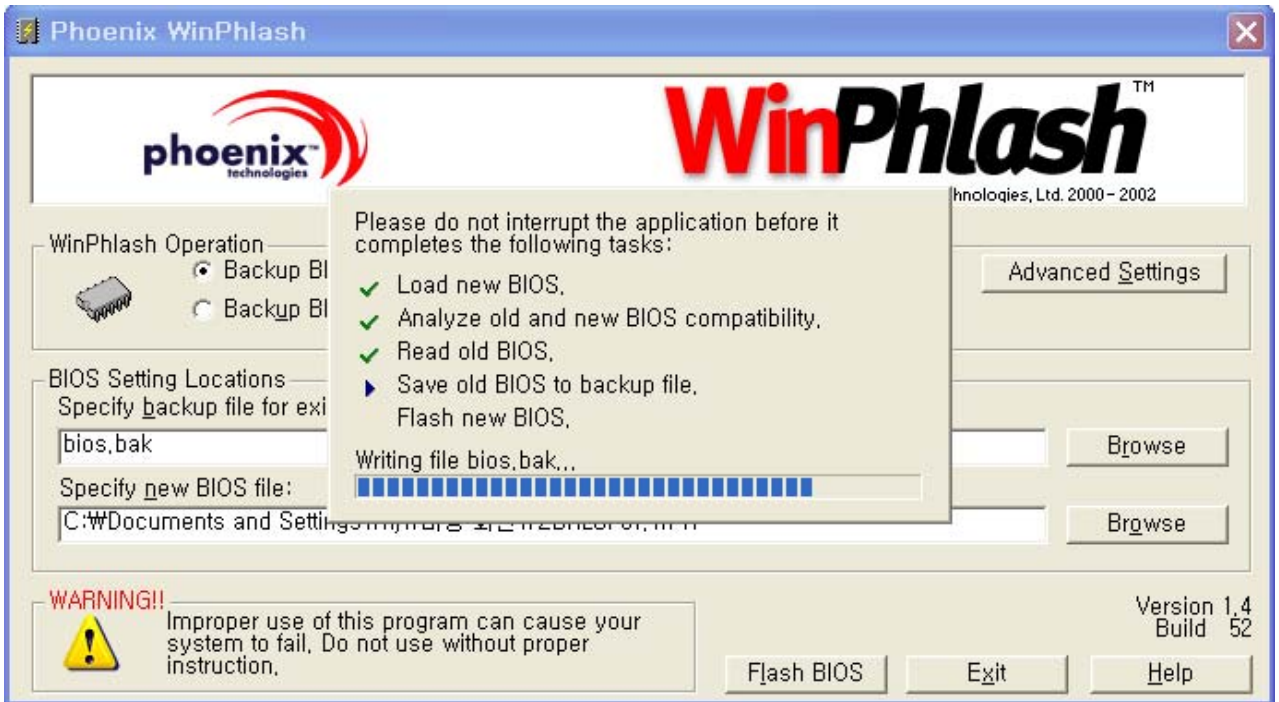 Phoenix WinPhlash
phoenix™
technologies
WinPhlash™
hnologies, Ltd. 2000-2002
Please do not interrupt the application before it
completes the following tasks:
Load new BIOS,
Analyze old and new BIOS compatibility,
Read old BIOS,
Save old BIOS to backup file,
Flash new BIOS,
Writing file bios,bak,,,
WinPhlash Operation
Backup BI
Backup BI
Advanced Settings
BIOS Setting Locations
Specify backup file for exi
bios,bak
Browse
Specify new BIOS file:
C:₩Documents and Settings
Browse
WARNING!!
Improper use of this program can cause your
system to fail, Do not use without proper
instruction,
Version 1,4
Build 52
Flash BIOS
Exit
Help